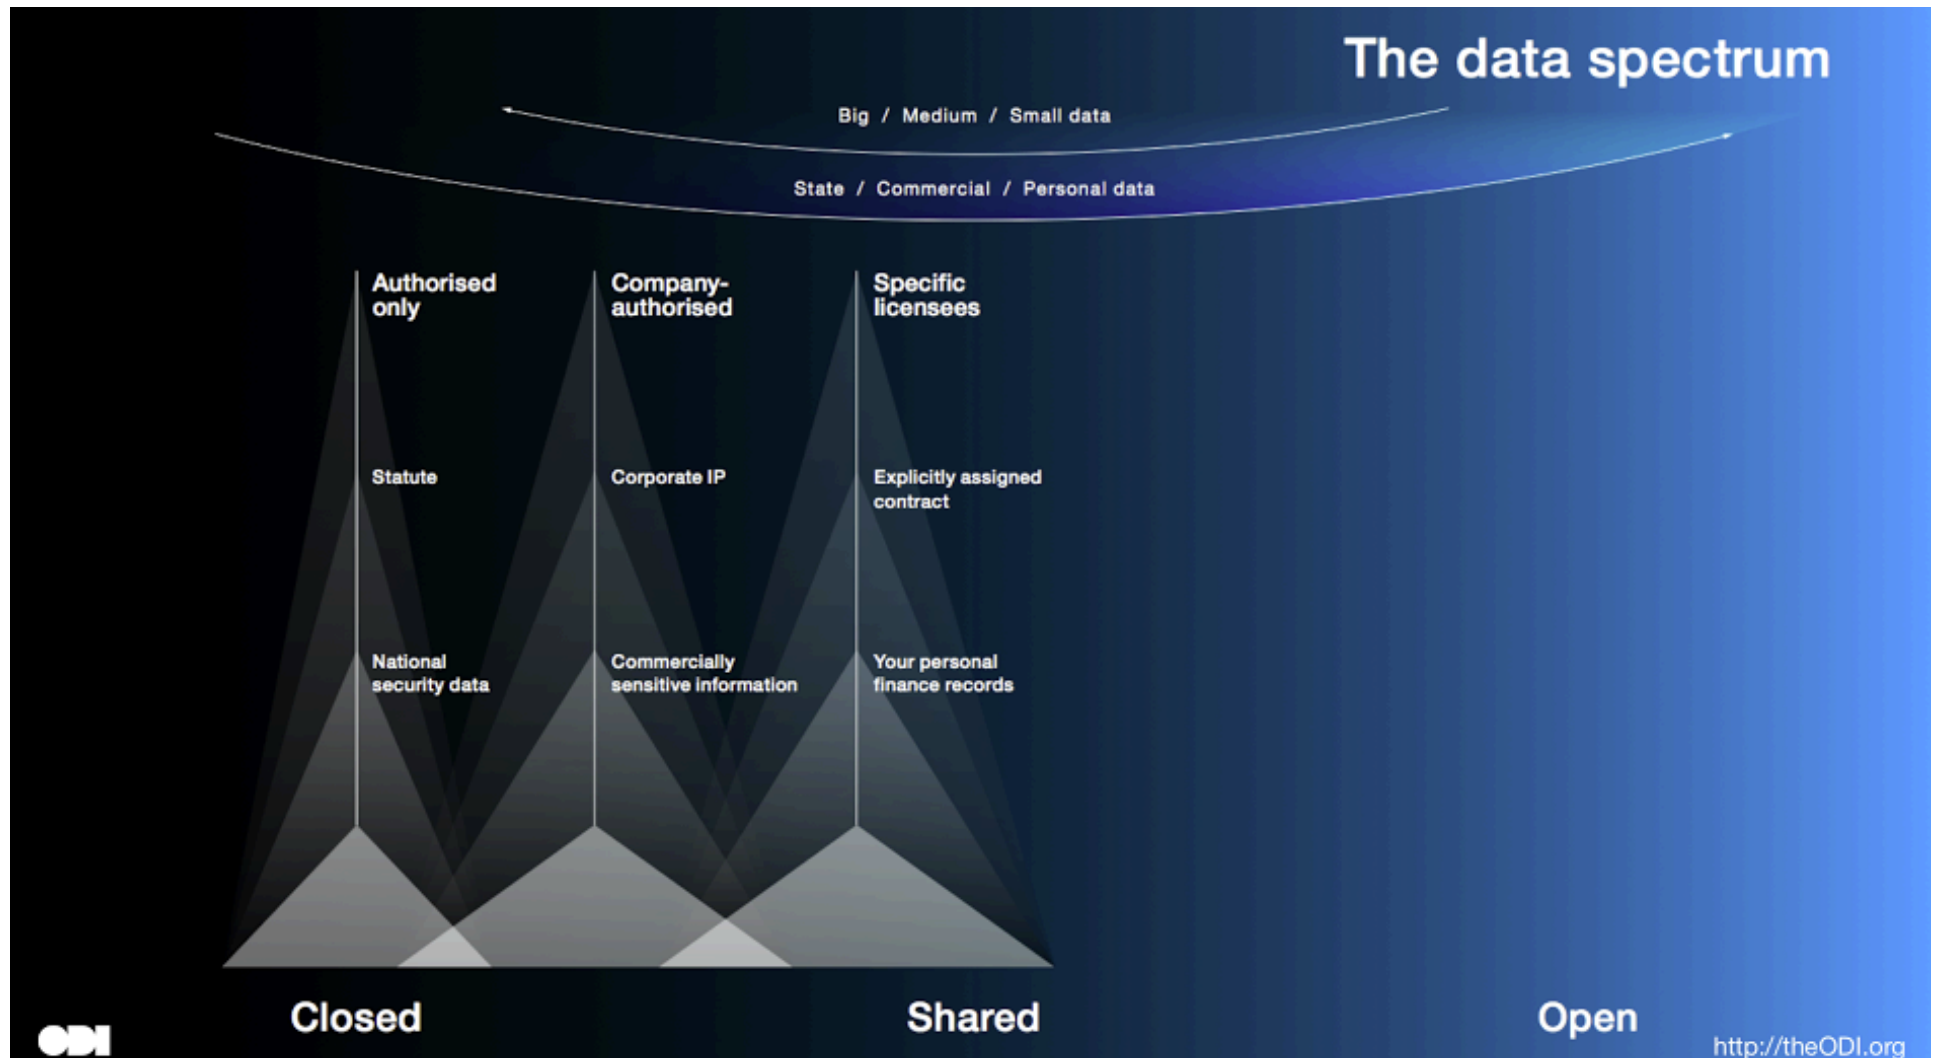 The data spectrum
Big / Medium / Small data
State / Commercial / Personal data
Authorised
only
Company-
authorised
Specific
licensees
Statute
Corporate IP
Explicitly assigned
contract
National
security data
Commercially
sensitive information
Your personal
finance records
Closed
Shared
Open
ODI
http://theODI.org